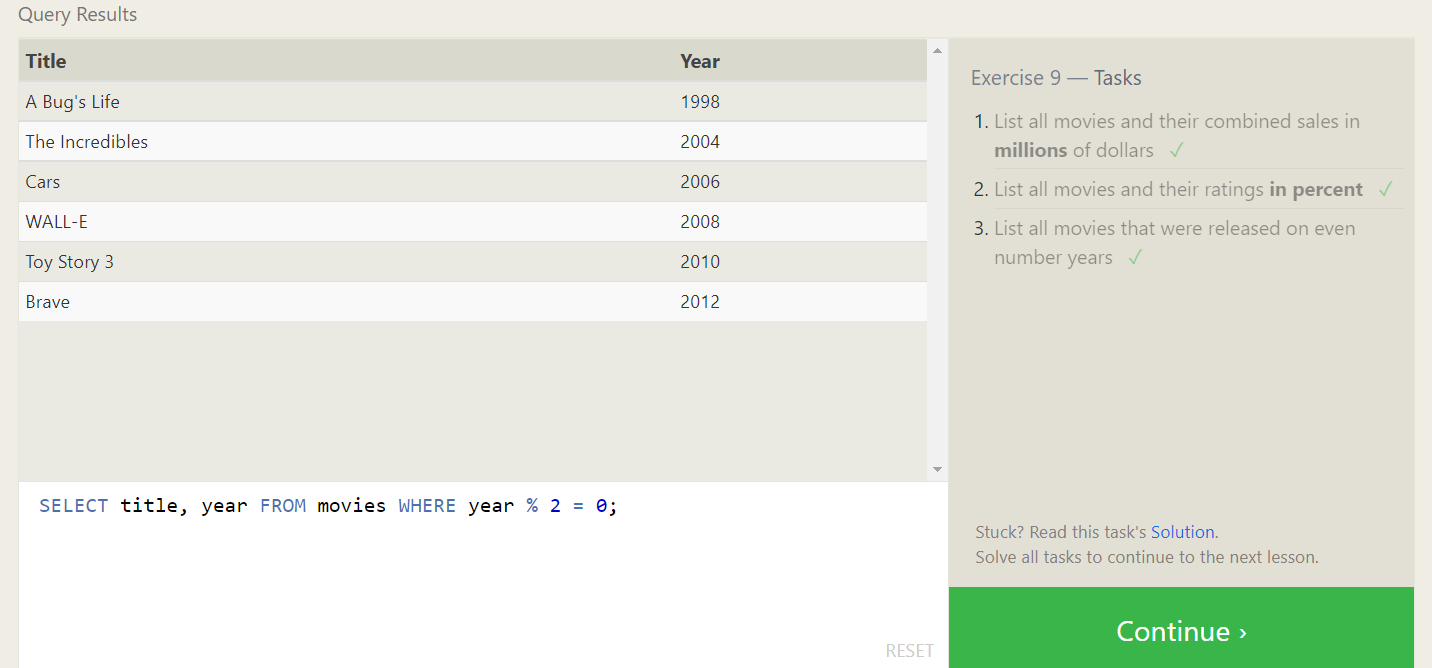 Query Results
Title Year
A Bug's Life 1998
The Incredibles 2004
Cars 2006
WALL-E 2008
Toy Story 3 2010
Brave 2012
SELECT title, year FROM movies WHERE year % 2 = 0;
RESET
Exercise 9 — Tasks
1. List all movies and their combined sales in
millions of dollars ✓
2. List all movies and their ratings in percent ✓
3. List all movies that were released on even
number years ✓
Stuck? Read this task's Solution.
Solve all tasks to continue to the next lesson.
Continue ›